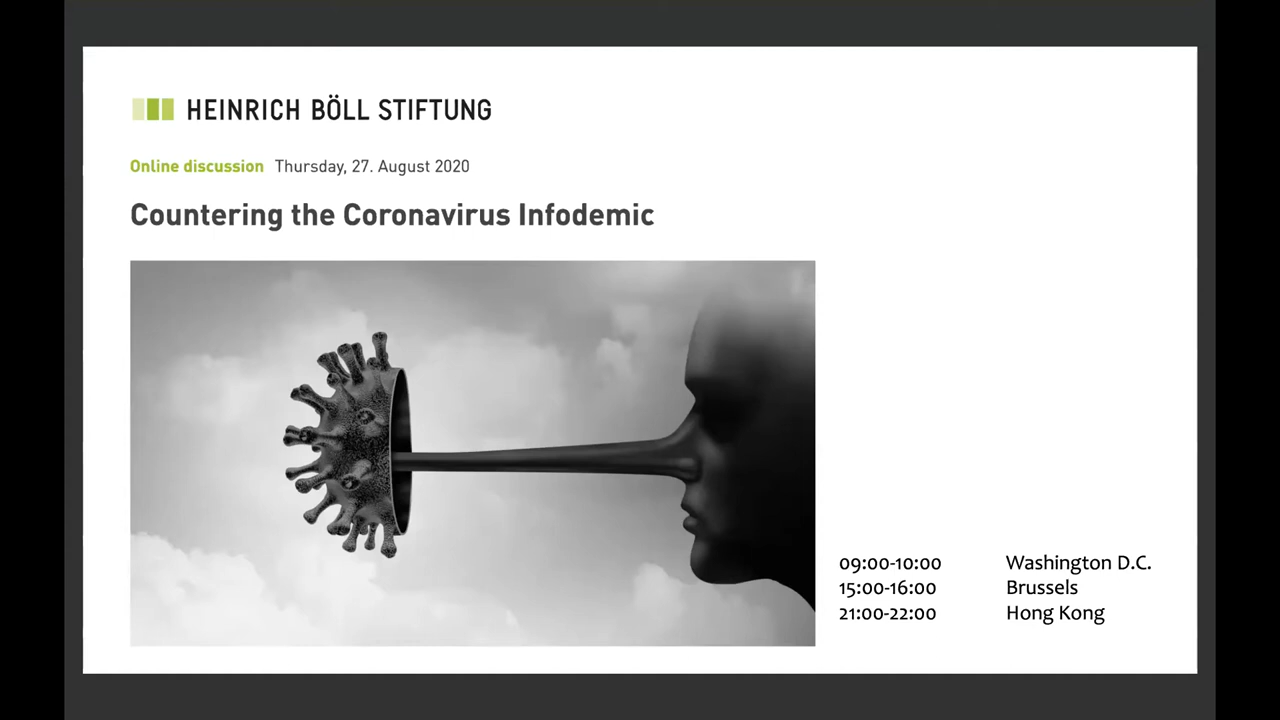 HEINRICH BÖLL STIFTUNG
Online discussion Thursday, 27. August 2020
Countering the Coronavirus Infodemic
09:00-10:00 Washington D.C.
15:00-16:00 Brussels
21:00-22:00 Hong Kong